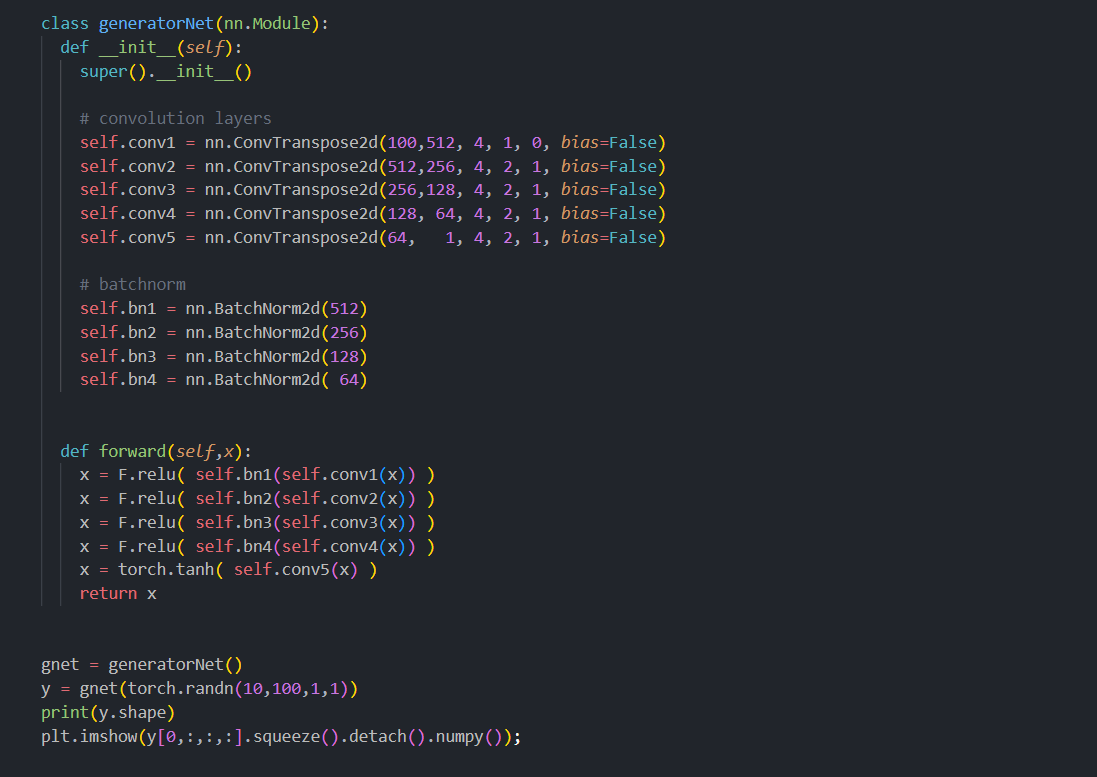 class generatorNet(nn.Module):
  def __init__(self):
    super().__init__()

    # convolution layers
    self.conv1 = nn.ConvTranspose2d(100,512, 4, 1, 0, bias=False)
    self.conv2 = nn.ConvTranspose2d(512,256, 4, 2, 1, bias=False)
    self.conv3 = nn.ConvTranspose2d(256,128, 4, 2, 1, bias=False)
    self.conv4 = nn.ConvTranspose2d(128, 64, 4, 2, 1, bias=False)
    self.conv5 = nn.ConvTranspose2d(64,   1, 4, 2, 1, bias=False)

    # batchnorm
    self.bn1 = nn.BatchNorm2d(512)
    self.bn2 = nn.BatchNorm2d(256)
    self.bn3 = nn.BatchNorm2d(128)
    self.bn4 = nn.BatchNorm2d( 64)


  def forward(self,x):
    x = F.relu( self.bn1(self.conv1(x)) )
    x = F.relu( self.bn2(self.conv2(x)) )
    x = F.relu( self.bn3(self.conv3(x)) )
    x = F.relu( self.bn4(self.conv4(x)) )
    x = torch.tanh( self.conv5(x) )
    return x


gnet = generatorNet()
y = gnet(torch.randn(10,100,1,1))
print(y.shape)
plt.imshow(y[0,:,:,:].squeeze().detach().numpy());